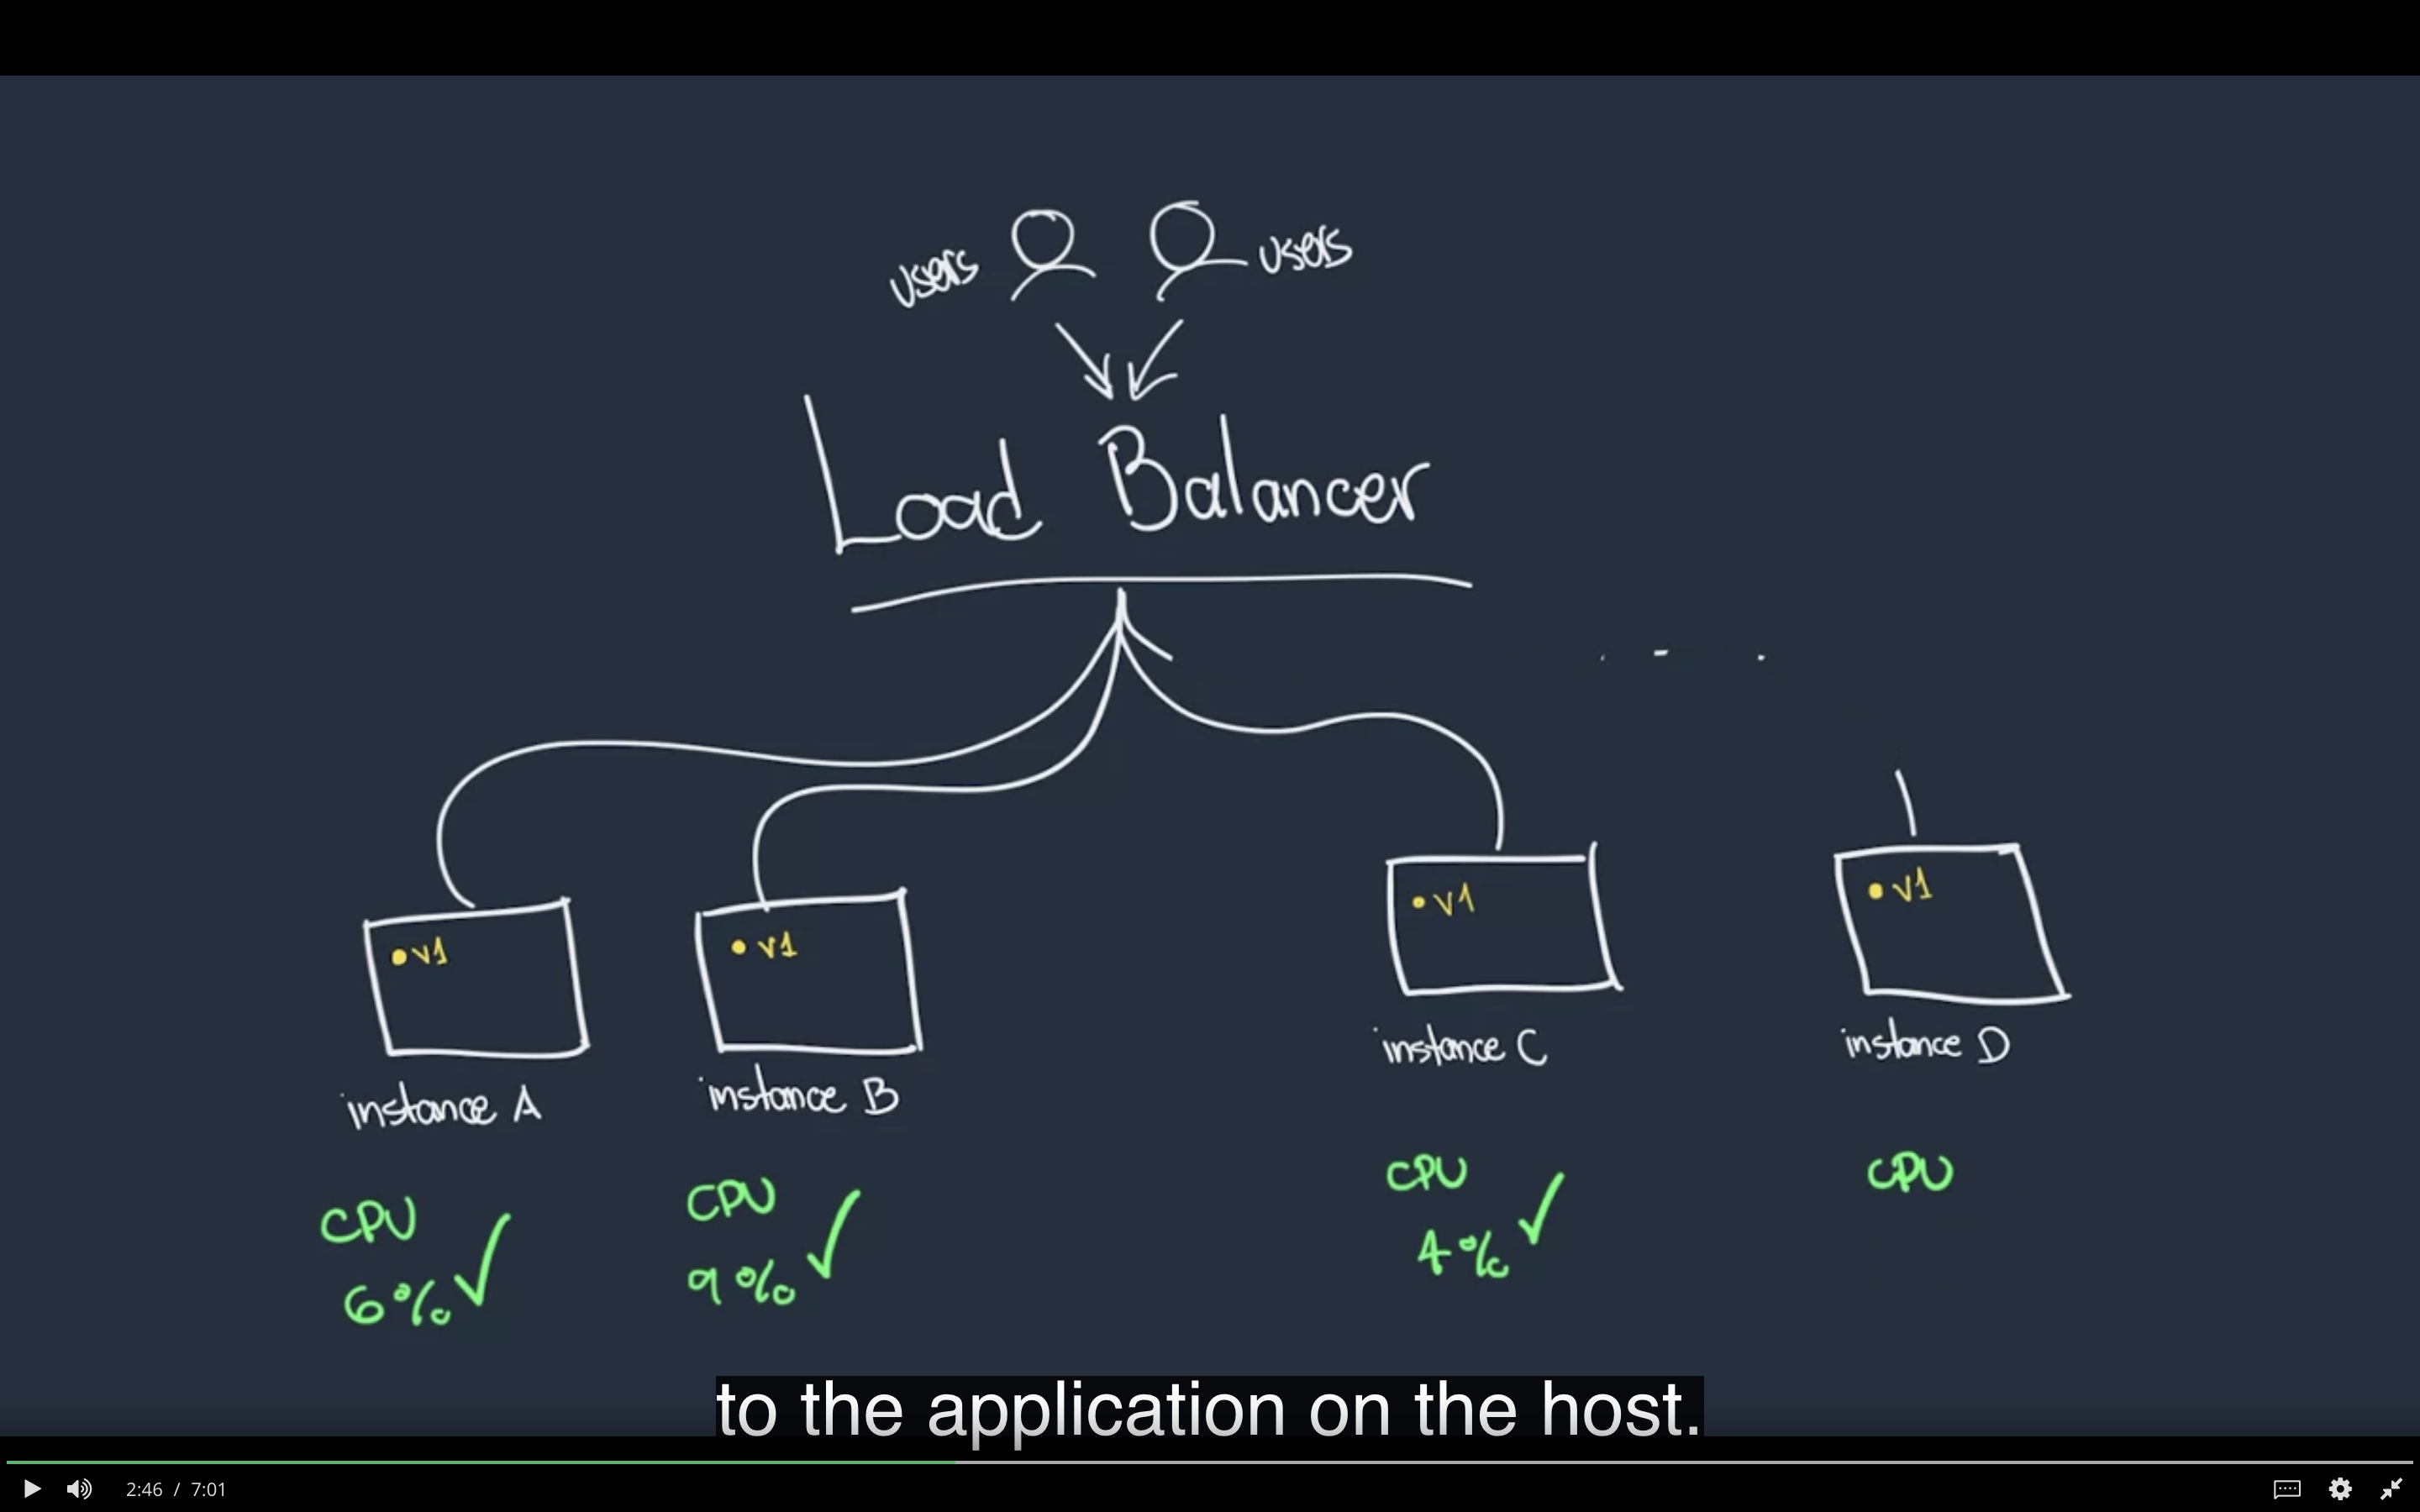 users
users
Load Balancer
v1
v1
v1
v1
instance A
instance B
instance C
instance D
CPU
6%
CPU
9%
CPU
4%
CPU
to the application on the host.
2:46 / 7:01